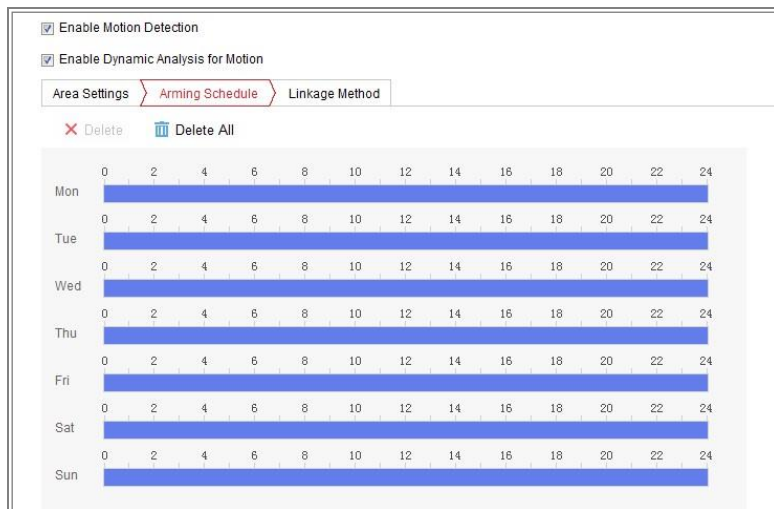 Enable Motion Detection
Enable Dynamic Analysis for Motion
Area Settings Arming Schedule Linkage Method
Delete Delete All
0 2 4 6 8 10 12 14 16 18 20 22 24
Mon
0 2 4 6 8 10 12 14 16 18 20 22 24
Tue
0 2 4 6 8 10 12 14 16 18 20 22 24
Wed
0 2 4 6 8 10 12 14 16 18 20 22 24
Thu
0 2 4 6 8 10 12 14 16 18 20 22 24
Fri
0 2 4 6 8 10 12 14 16 18 20 22 24
Sat
0 2 4 6 8 10 12 14 16 18 20 22 24
Sun